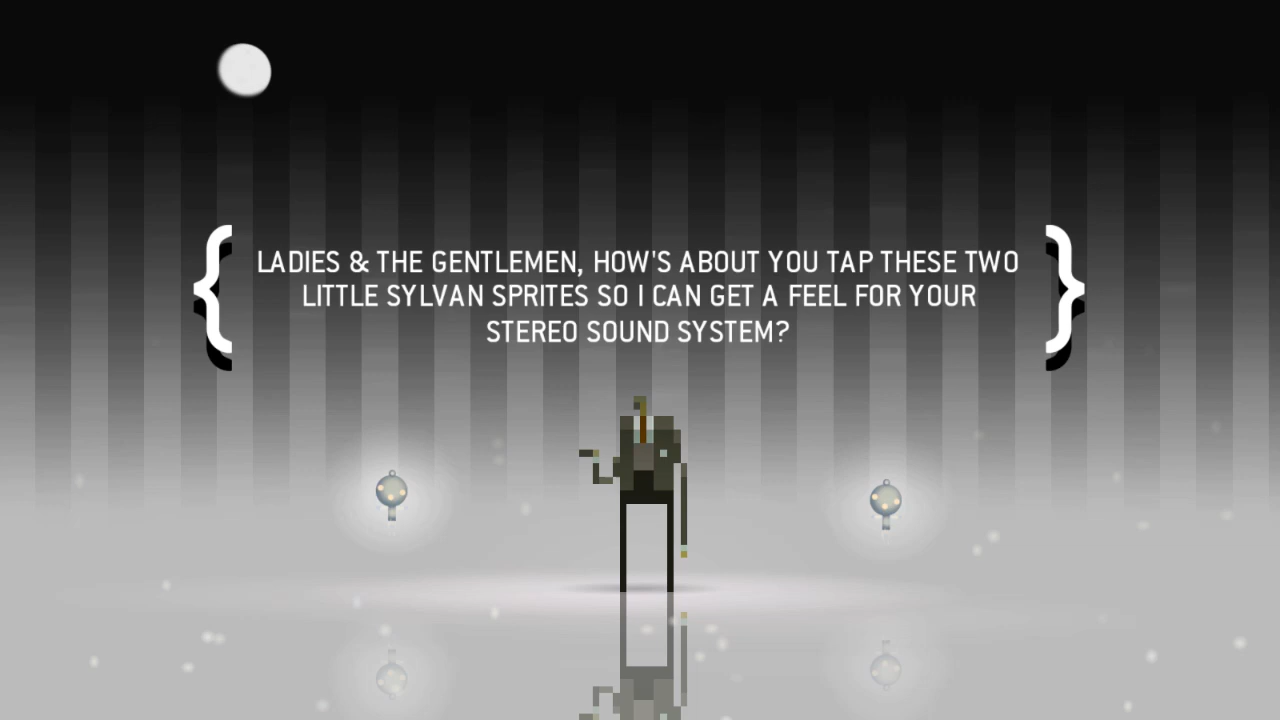 LADIES & THE GENTLEMEN, HOW'S ABOUT YOU TAP THESE TWO
LITTLE SYLVAN SPRITES SO I CAN GET A FEEL FOR YOUR
STEREO SOUND SYSTEM?